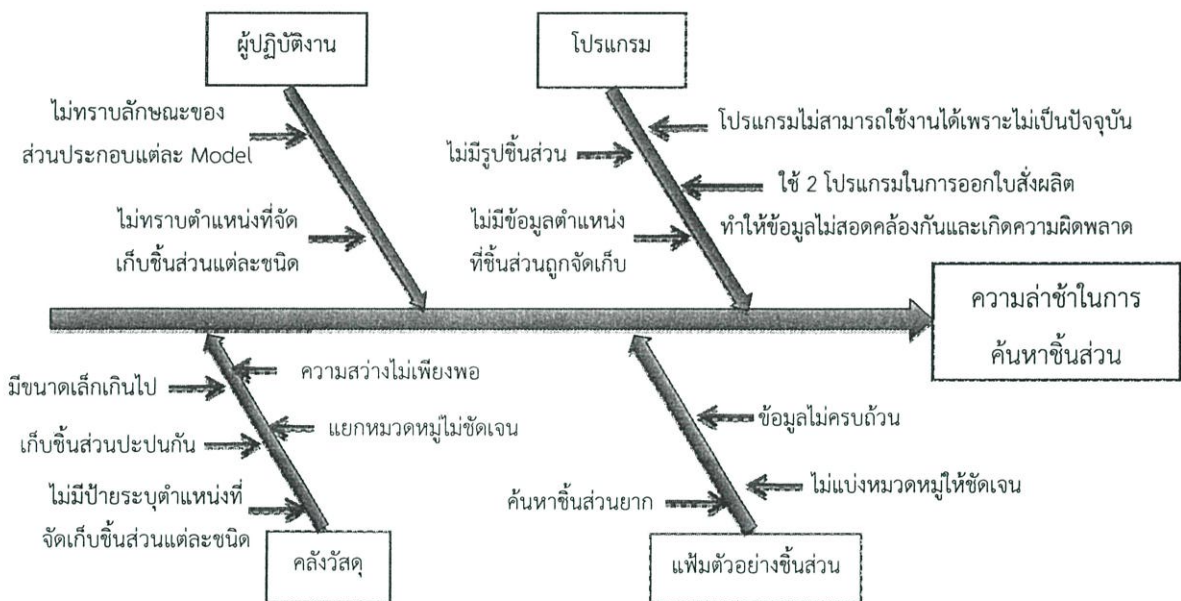 ผู้ปฏิบัติงาน
โปรแกรม
ไม่ทราบลักษณะของ
ส่วนประกอบแต่ละ Model
ไม่ทราบตำแหน่งที่จัด
เก็บชิ้นส่วนแต่ละชนิด
ไม่มีรูปชิ้นส่วน
ไม่มีข้อมูลตำแหน่ง
ที่ชิ้นส่วนถูกจัดเก็บ
โปรแกรมไม่สามารถใช้งานได้เพราะไม่เป็นปัจจุบัน
ใช้ 2 โปรแกรมในการออกใบสั่งผลิต
ทำให้ข้อมูลไม่สอดคล้องกันและเกิดความผิดพลาด
ความล่าช้าในการ
ค้นหาชิ้นส่วน
มีขนาดเล็กเกินไป
เก็บชิ้นส่วนปะปนกัน
ไม่มีป้ายระบุตำแหน่งที่
จัดเก็บชิ้นส่วนแต่ละชนิด
ความสว่างไม่เพียงพอ
แยกหมวดหมู่ไม่ชัดเจน
คลังวัสดุ
ค้นหาชิ้นส่วนยาก
ข้อมูลไม่ครบถ้วน
ไม่แบ่งหมวดหมู่ให้ชัดเจน
แฟ้มตัวอย่างชิ้นส่วน